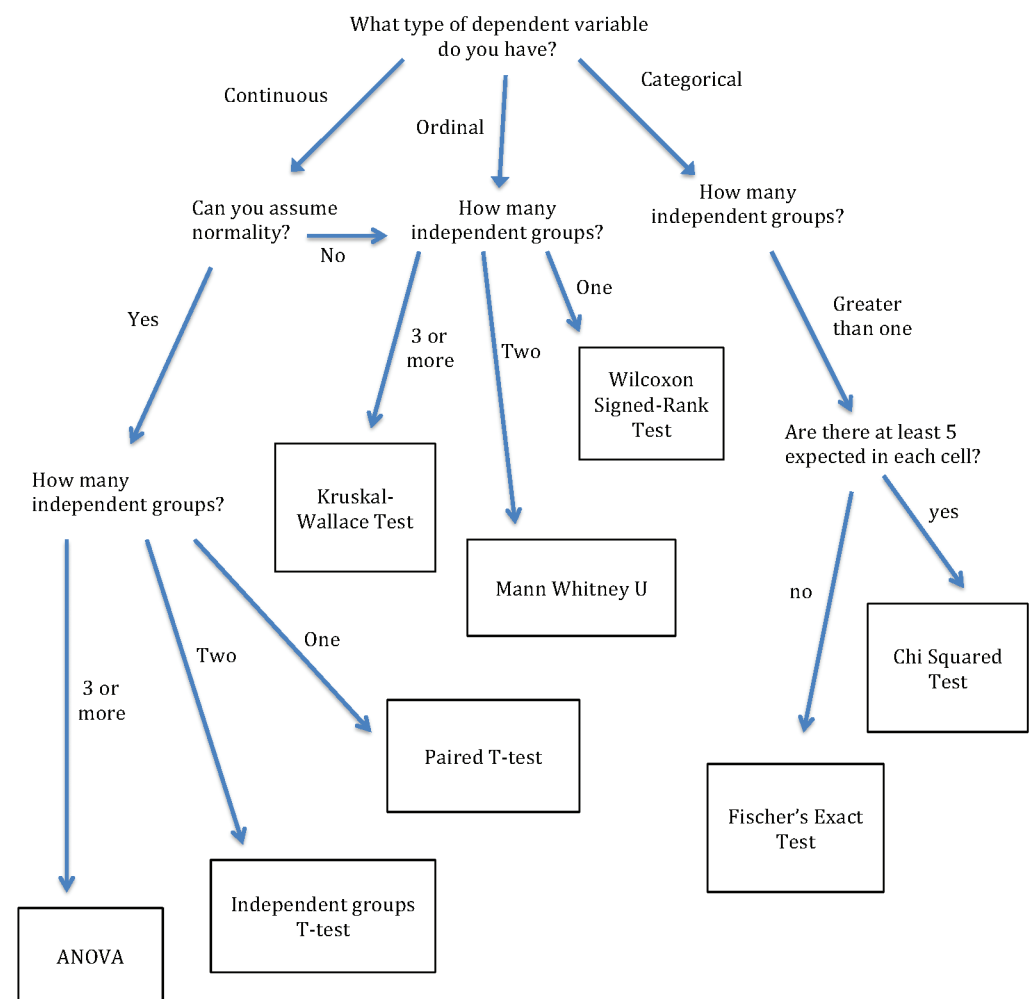 What type of dependent variable
do you have?
Continuous
Ordinal
Categorical
Can you assume
normality?
No
How many
independent groups?
How many
independent groups?
Yes
3 or
more
Two
One
Greater
than one
Wilcoxon
Signed-Rank
Test
Are there at least 5
expected in each cell?
How many
independent groups?
Kruskal-
Wallace Test
Mann Whitney U
no
yes
Chi Squared
Test
3 or
more
Two
One
Paired T-test
Fischer’s Exact
Test
Independent groups
T-test
ANOVA